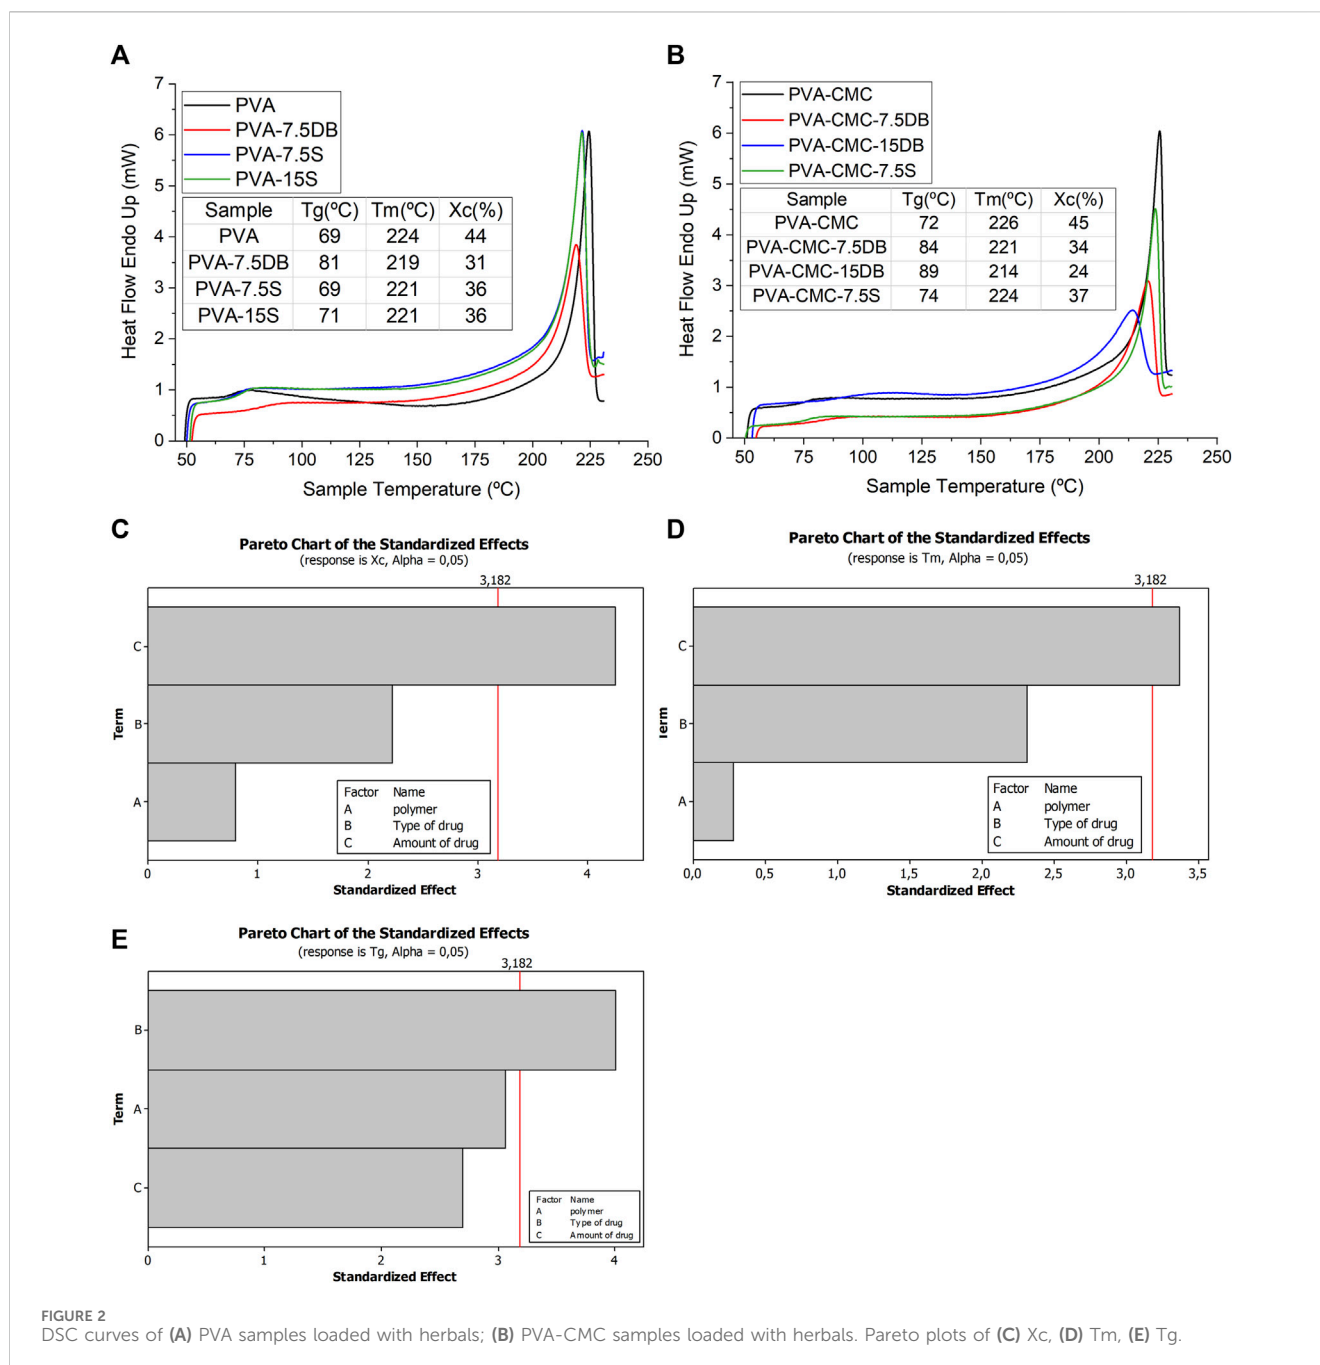 A
7
6
5
4
3
2
1
0
Heat Flow Endo Up (mW)
PVA
PVA-7.5DB
PVA-7.5S
PVA-15S
Sample Tg(ºC) Tm(ºC) Xc(%)
PVA 69 224 44
PVA-7.5DB 81 219 31
PVA-7.5S 69 221 36
PVA-15S 71 221 36
50 75 100 125 150 175 200 225 250
Sample Temperature (ºC)
B
7
6
5
4
3
2
1
0
Heat Flow Endo Up (mW)
PVA-CMC
PVA-CMC-7.5DB
PVA-CMC-15DB
PVA-CMC-7.5S
Sample Tg(ºC) Tm(ºC) Xc(%)
PVA-CMC 72 226 45
PVA-CMC-7.5DB 84 221 34
PVA-CMC-15DB 89 214 24
PVA-CMC-7.5S 74 224 37
50 75 100 125 150 175 200 225 250
Sample Temperature (ºC)
C
Pareto Chart of the Standardized Effects
(response is Xc, Alpha = 0,05)
3,182
C
B
A
Term
Factor Name
A polymer
B Type of drug
C Amount of drug
0 1 2 3 4
Standardized Effect
D
Pareto Chart of the Standardized Effects
(response is Tm, Alpha = 0,05)
3,182
C
B
A
Term
Factor Name
A polymer
B Type of drug
C Amount of drug
0,0 0,5 1,0 1,5 2,0 2,5 3,0 3,5
Standardized Effect
E
Pareto Chart of the Standardized Effects
(response is Tg, Alpha = 0,05)
3,182
B
A
C
Term
Factor Name
A polymer
B Type of drug
C Amount of drug
0 1 2 3 4
Standardized Effect
FIGURE 2
DSC curves of (A) PVA samples loaded with herbals; (B) PVA-CMC samples loaded with herbals. Pareto plots of (C) Xc, (D) Tm, (E) Tg.